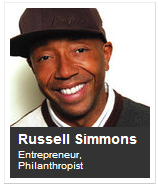 Russell Simmons
Entrepreneur,
Philanthropist